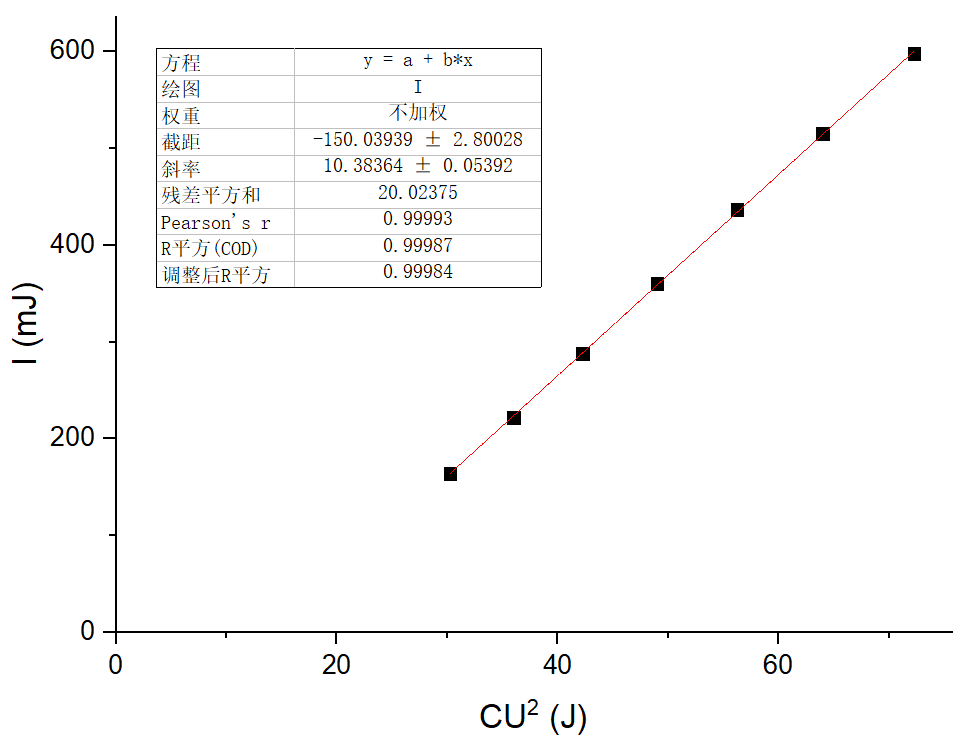 600
400
200
0
0 20 40 60
I (mJ)
CU² (J)
方程 y = a + b*x
绘图 I
权重 不加权
截距 -150.03939 ± 2.80028
斜率 10.38364 ± 0.05392
残差平方和 20.02375
Pearson's r 0.99993
R平方(COD) 0.99987
调整后R平方 0.99984